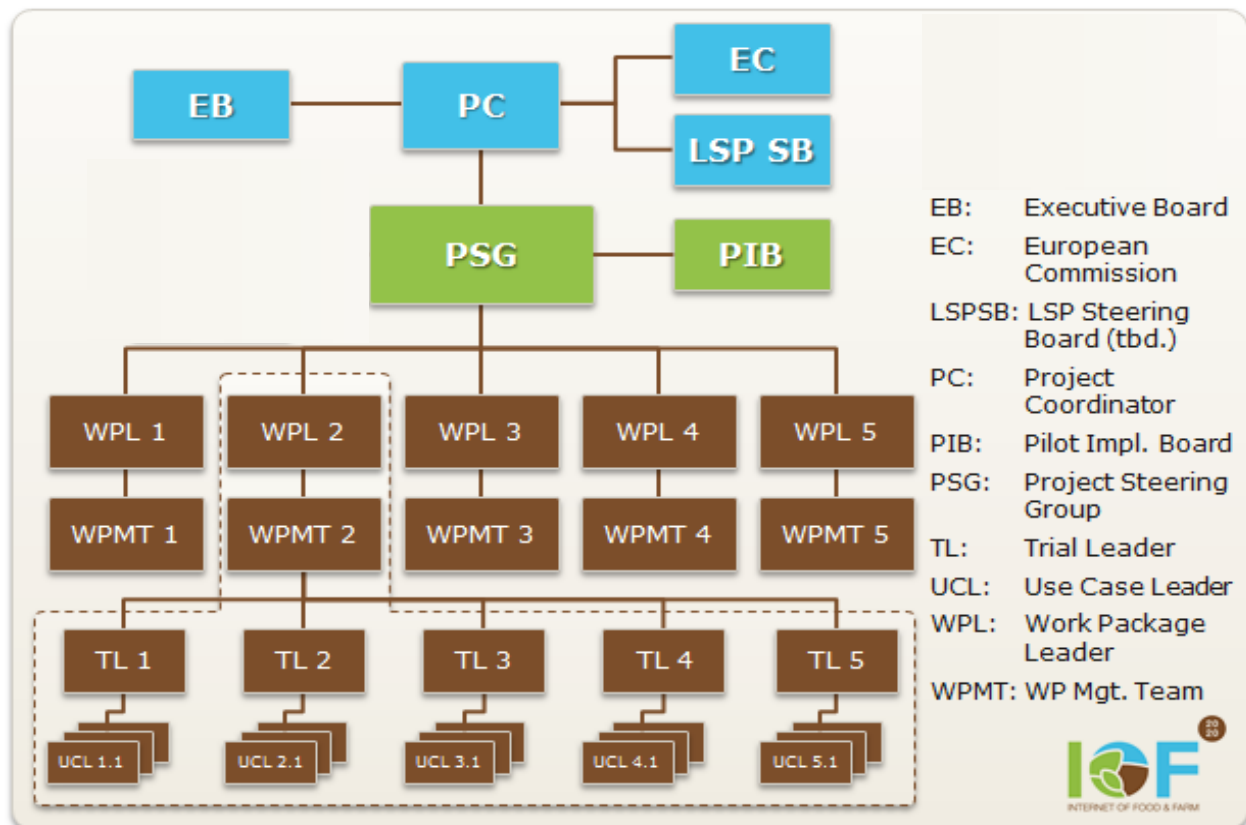 EC
EB
PC
LSP SB
PSG
PIB
WPL 1
WPL 2
WPL 3
WPL 4
WPL 5
WPMT 1
WPMT 2
WPMT 3
WPMT 4
WPMT 5
TL 1
TL 2
TL 3
TL 4
TL 5
UCL 1.1
UCL 2.1
UCL 3.1
UCL 4.1
UCL 5.1
EB: Executive Board
EC: European
Commission
LSPSB: LSP Steering
Board (tbd.)
PC: Project
Coordinator
PIB: Pilot Impl. Board
PSG: Project Steering
Group
TL: Trial Leader
UCL: Use Case Leader
WPL: Work Package
Leader
WPMT: WP Mgt. Team
20
20
IOF
INTERNET OF FOOD & FARM